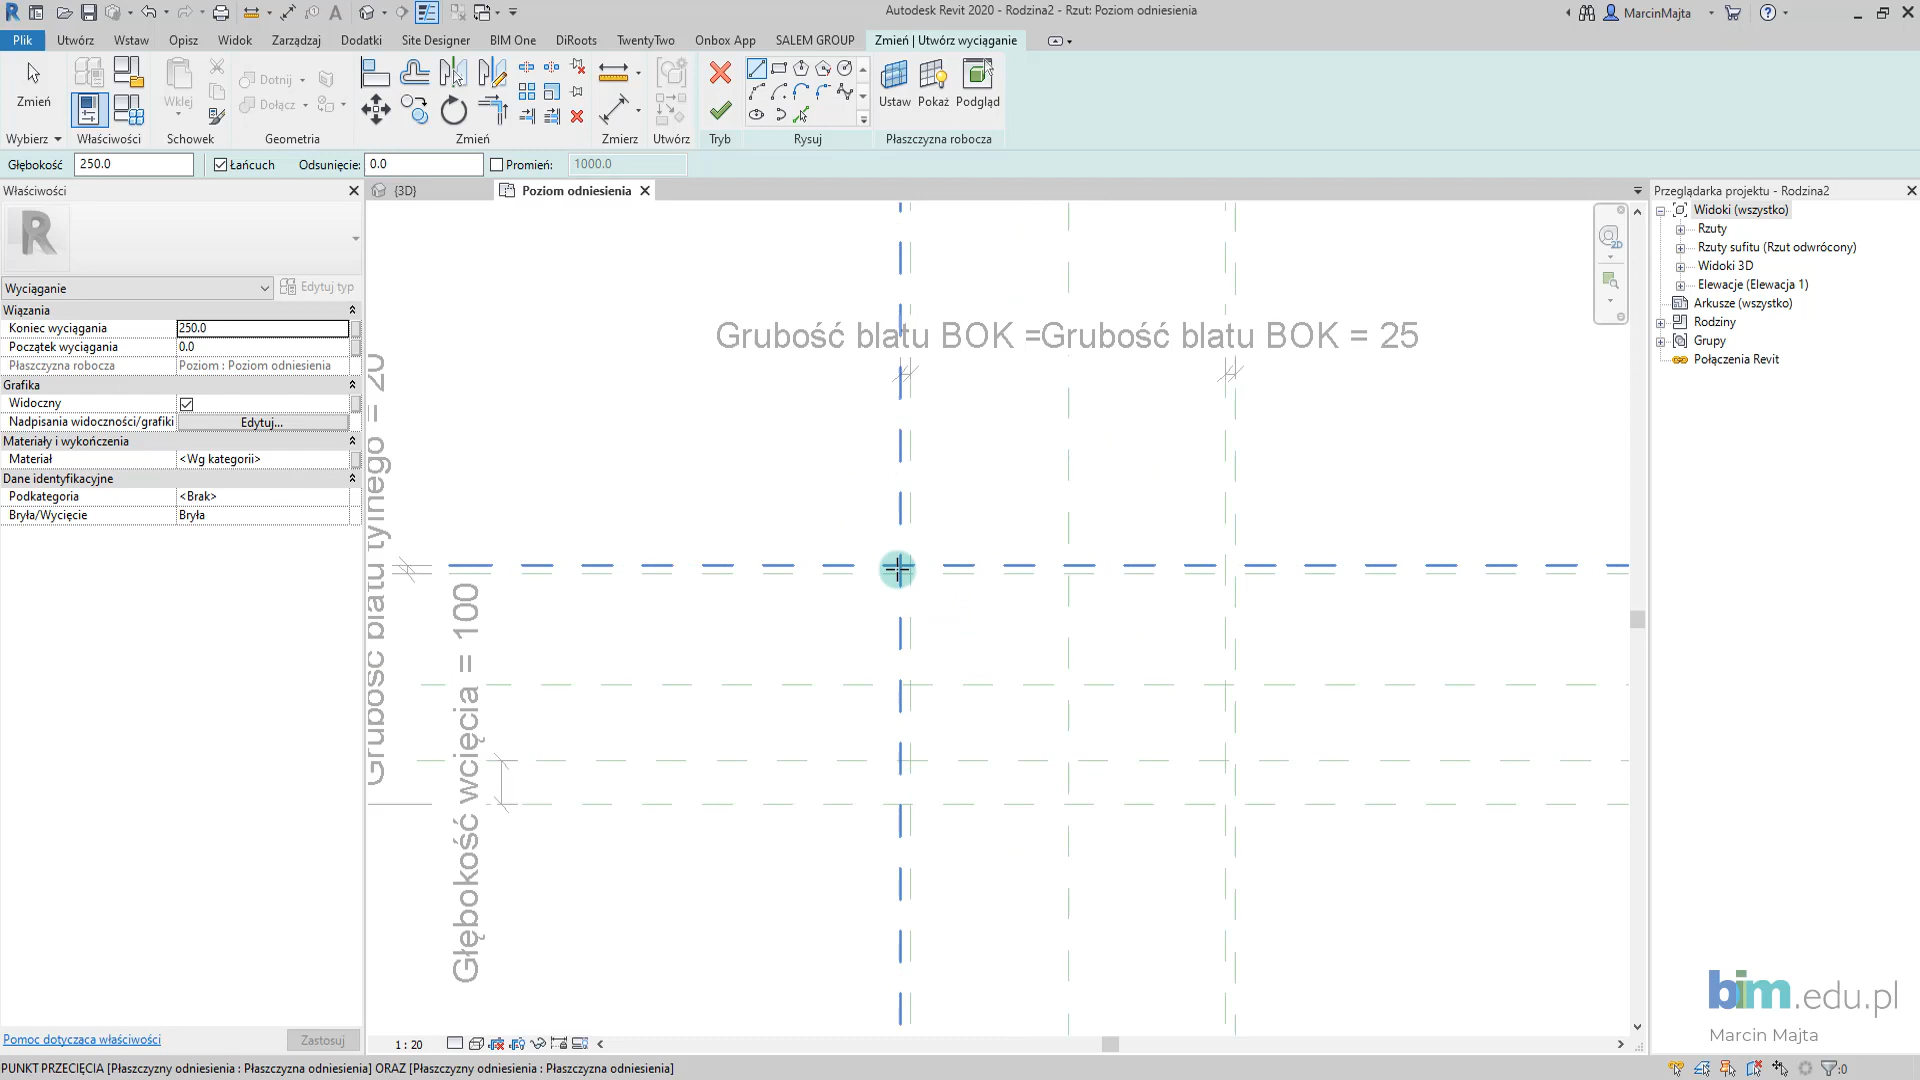 Autodesk Revit 2020 - Rodzina2 - Rzut: Poziom odniesienia
MarcinMajta
Plik Utwórz Wstaw Opisz Widok Zarządzaj Dodatki Site Designer BIM One DiRoots TwentyTwo Onbox App SALEM GROUP Zmień | Utwórz wyciąganie
Zmień
Wklej
Dotnij
Dołącz
Ustaw Pokaż Podgląd
Wybierz Właściwości Schowek Geometria Zmień Zmierz Utwórz Tryb Rysuj Płaszczyzna robocza
Głębokość 250.0 Łańcuch Odsunięcie: 0.0 Promień: 1000.0
Właściwości
{3D}
Poziom odniesienia
Przeglądarka projektu - Rodzina2
Wyciąganie
Edytuj typ
Wiązania
Koniec wyciągania 250.0
Początek wyciągania 0.0
Płaszczyzna robocza Poziom : Poziom odniesienia
Grafika
Widoczny
Nadpisania widoczności/grafiki Edytuj...
Materiały i wykończenia
Materiał <Wg kategorii>
Dane identyfikacyjne
Podkategoria <Brak>
Bryła/Wycięcie Bryła
Pomoc dotycząca właściwości
Zastosuj
Grubość blatu BOK =Grubość blatu BOK = 25
Grubość blatu tylnego = 20
Głębokość wcięcia = 100
2D
Widoki (wszystko)
Rzuty
Rzuty sufitu (Rzut odwrócony)
Widoki 3D
Elewacje (Elewacja 1)
Arkusze (wszystko)
Rodziny
Grupy
Połączenia Revit
bim.edu.pl
Marcin Majta
1 : 20
PUNKT PRZECIĘCIA [Płaszczyzny odniesienia : Płaszczyzna odniesienia] ORAZ [Płaszczyzny odniesienia : Płaszczyzna odniesienia]
:0